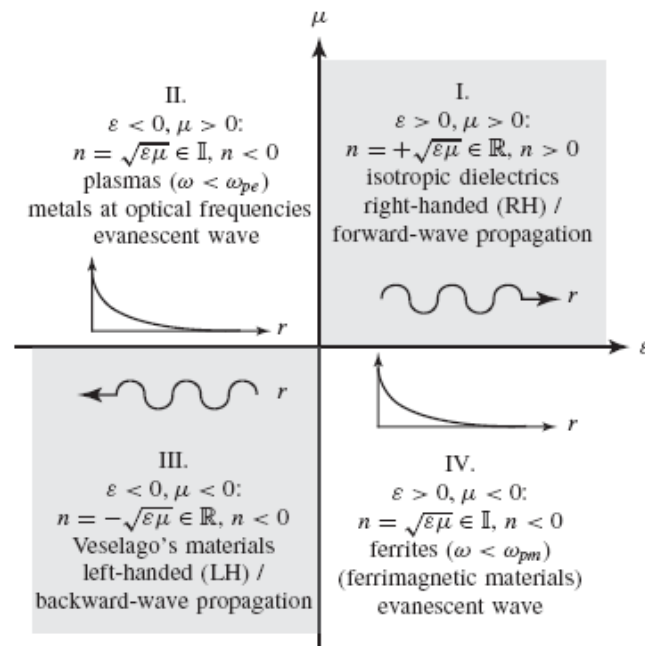 μ
II.
ε < 0, μ > 0:
n = √εμ ∈ 𝕀, n < 0
plasmas (ω < ω_pe)
metals at optical frequencies
evanescent wave
r
I.
ε > 0, μ > 0:
n = +√εμ ∈ ℝ, n > 0
isotropic dielectrics
right-handed (RH) /
forward-wave propagation
r
ε
r
III.
ε < 0, μ < 0:
n = −√εμ ∈ ℝ, n < 0
Veselago's materials
left-handed (LH) /
backward-wave propagation
r
IV.
ε > 0, μ < 0:
n = √εμ ∈ 𝕀, n < 0
ferrites (ω < ω_pm)
(ferrimagnetic materials)
evanescent wave